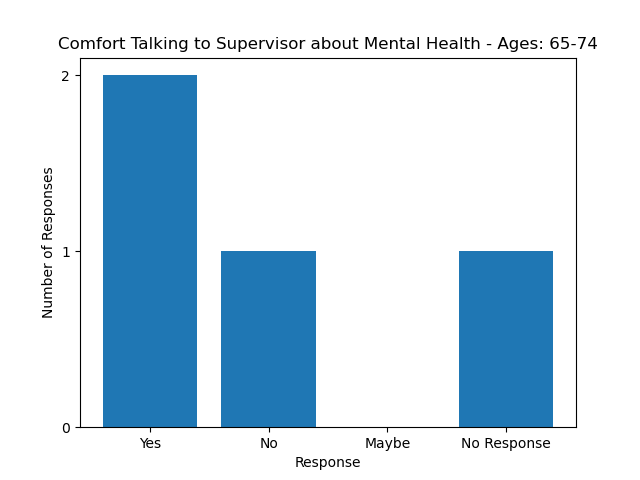 Comfort Talking to Supervisor about Mental Health - Ages: 65-74
Number of Responses
2
1
0
Yes No Maybe No Response
Response